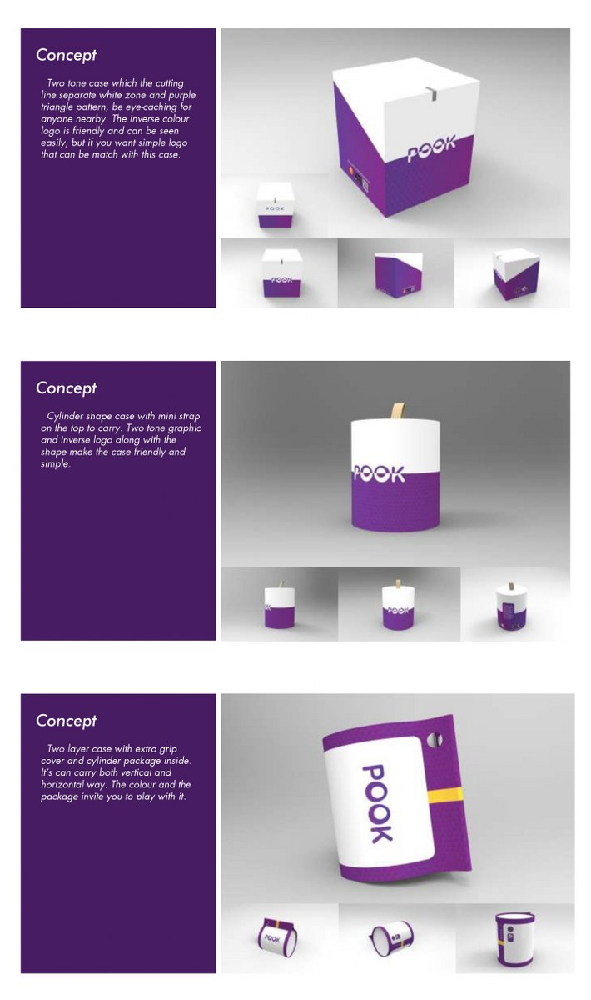 Concept
Two tone case which the cutting
line separate white zone and purple
triangle pattern, be eye-caching for
anyone nearby. The inverse colour
logo is friendly and can be seen
easily, but if you want simple logo
that can be match with this case.
POOK
POOK
POOK
Concept
Cylinder shape case with mini strap
on the top to carry. Two tone graphic
and inverse logo along with the
shape make the case friendly and
simple.
POOK
POOK
Concept
Two layer case with extra grip
cover and cylinder package inside.
It's can carry both vertical and
horizontal way. The colour and the
package invite you to play with it.
POOK
POOK